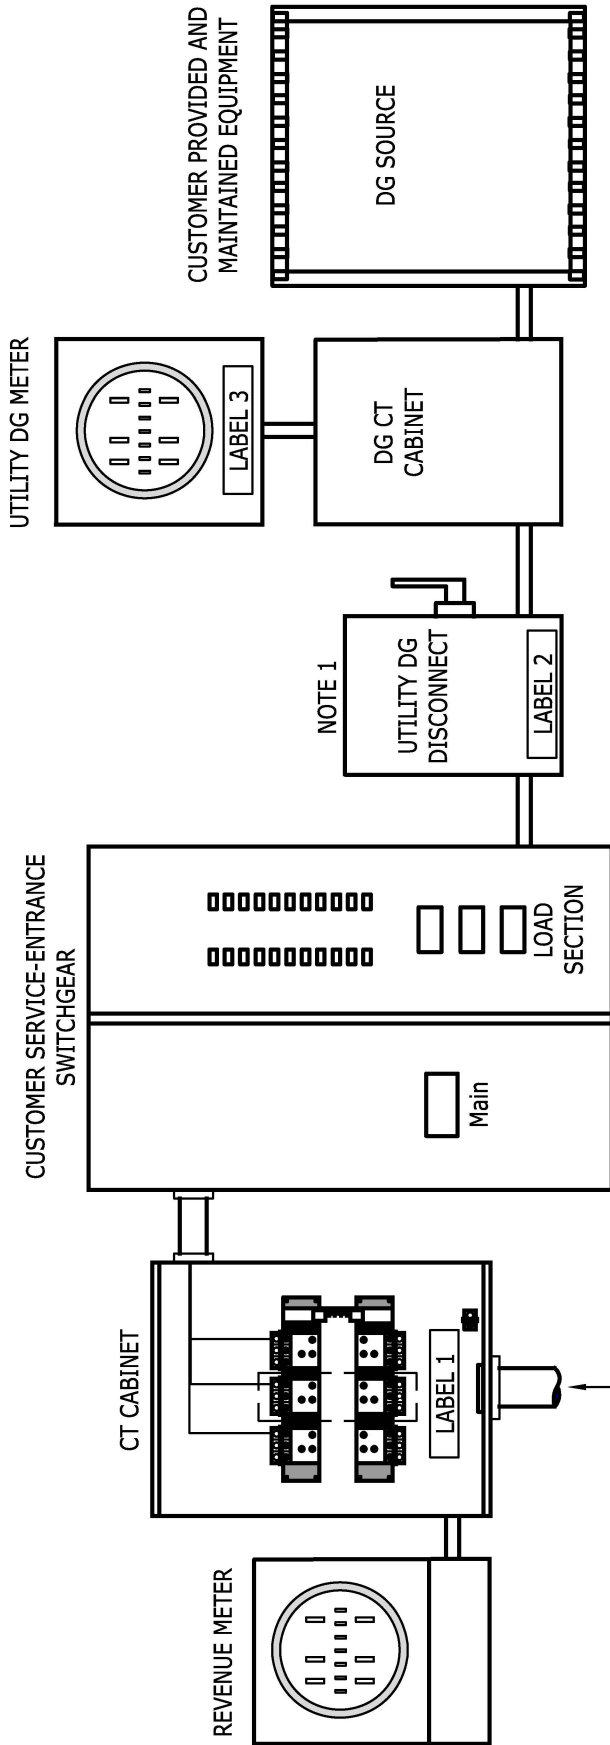 REVENUE METER
CT CABINET
LABEL 1
CUSTOMER SERVICE-ENTRANCE
SWITCHGEAR
Main
LOAD
SECTION
NOTE 1
UTILITY DG
DISCONNECT
LABEL 2
UTILITY DG METER
LABEL 3
DG CT
CABINET
CUSTOMER PROVIDED AND
MAINTAINED EQUIPMENT
DG SOURCE